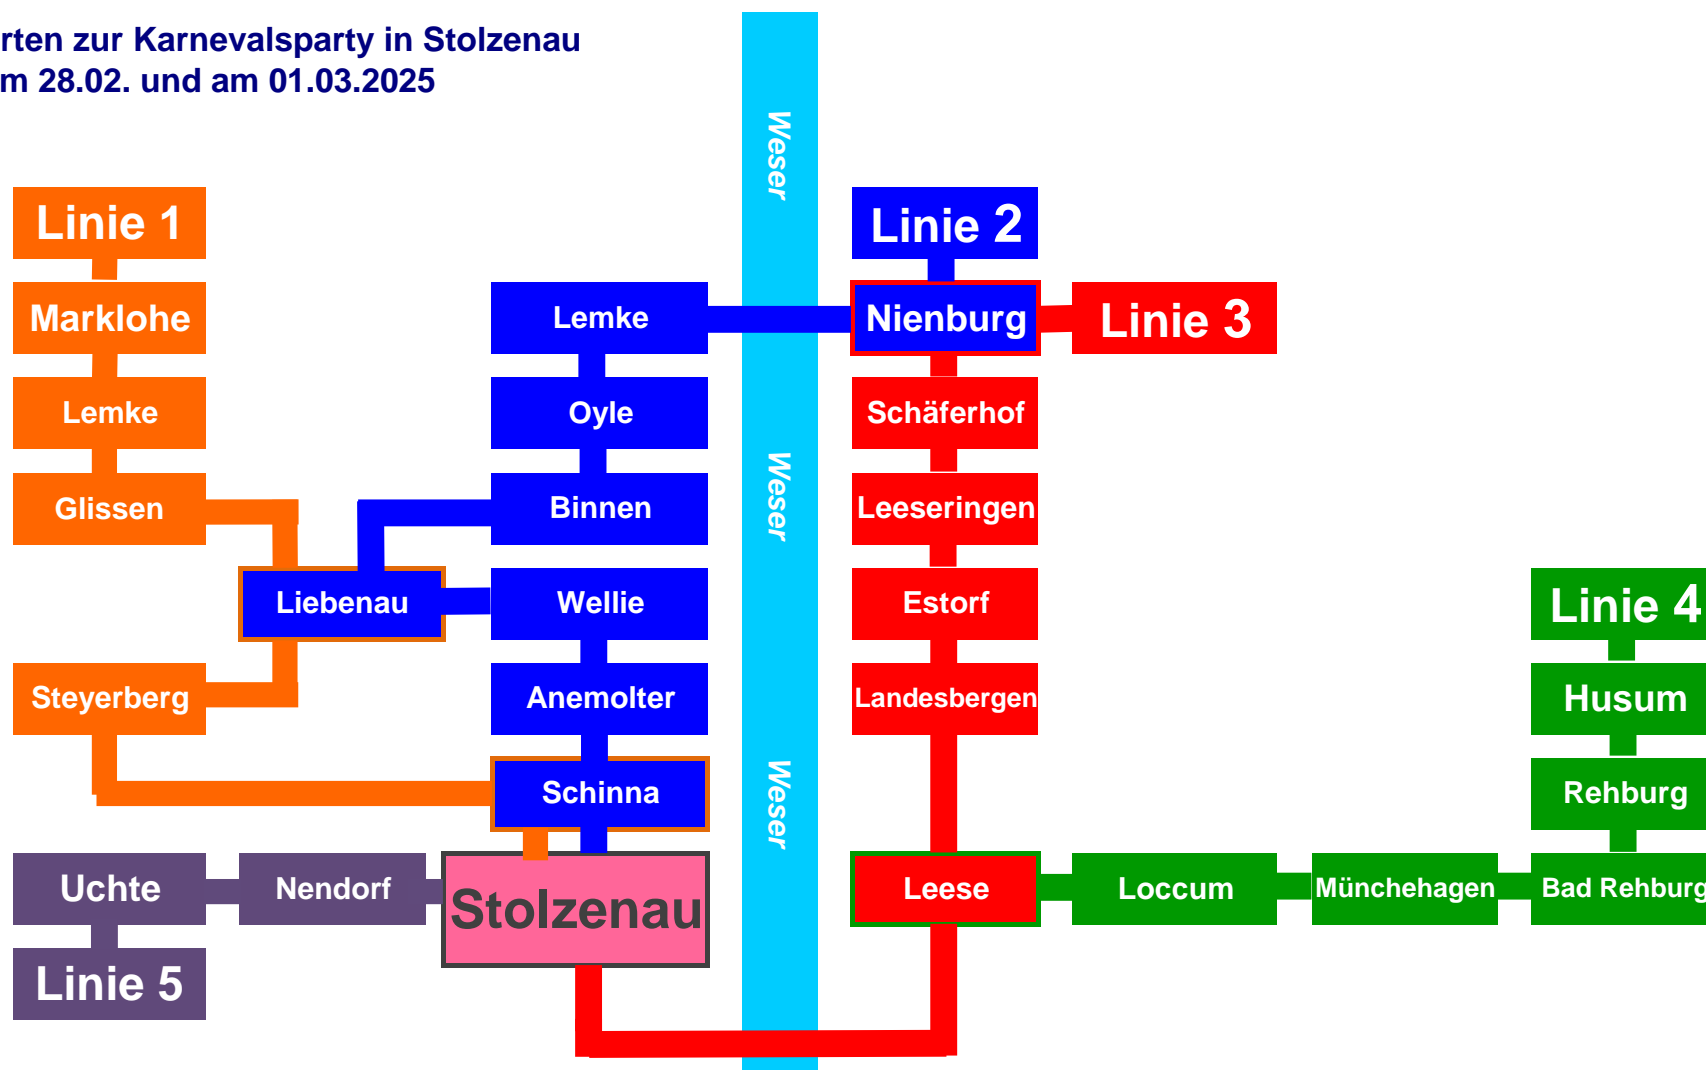 rten zur Karnevalsparty in Stolzenau
m 28.02. und am 01.03.2025
Weser
Linie 1
Linie 2
Marklohe
Lemke
Nienburg
Linie 3
Lemke
Oyle
Schäferhof
Glissen
Binnen
Weser
Leeseringen
Liebenau
Wellie
Estorf
Linie 4
Steyerberg
Anemolter
Landesbergen
Husum
Schinna
Weser
Rehburg
Uchte
Nendorf
Stolzenau
Leese
Loccum
Münchehagen
Bad Rehburg
Linie 5